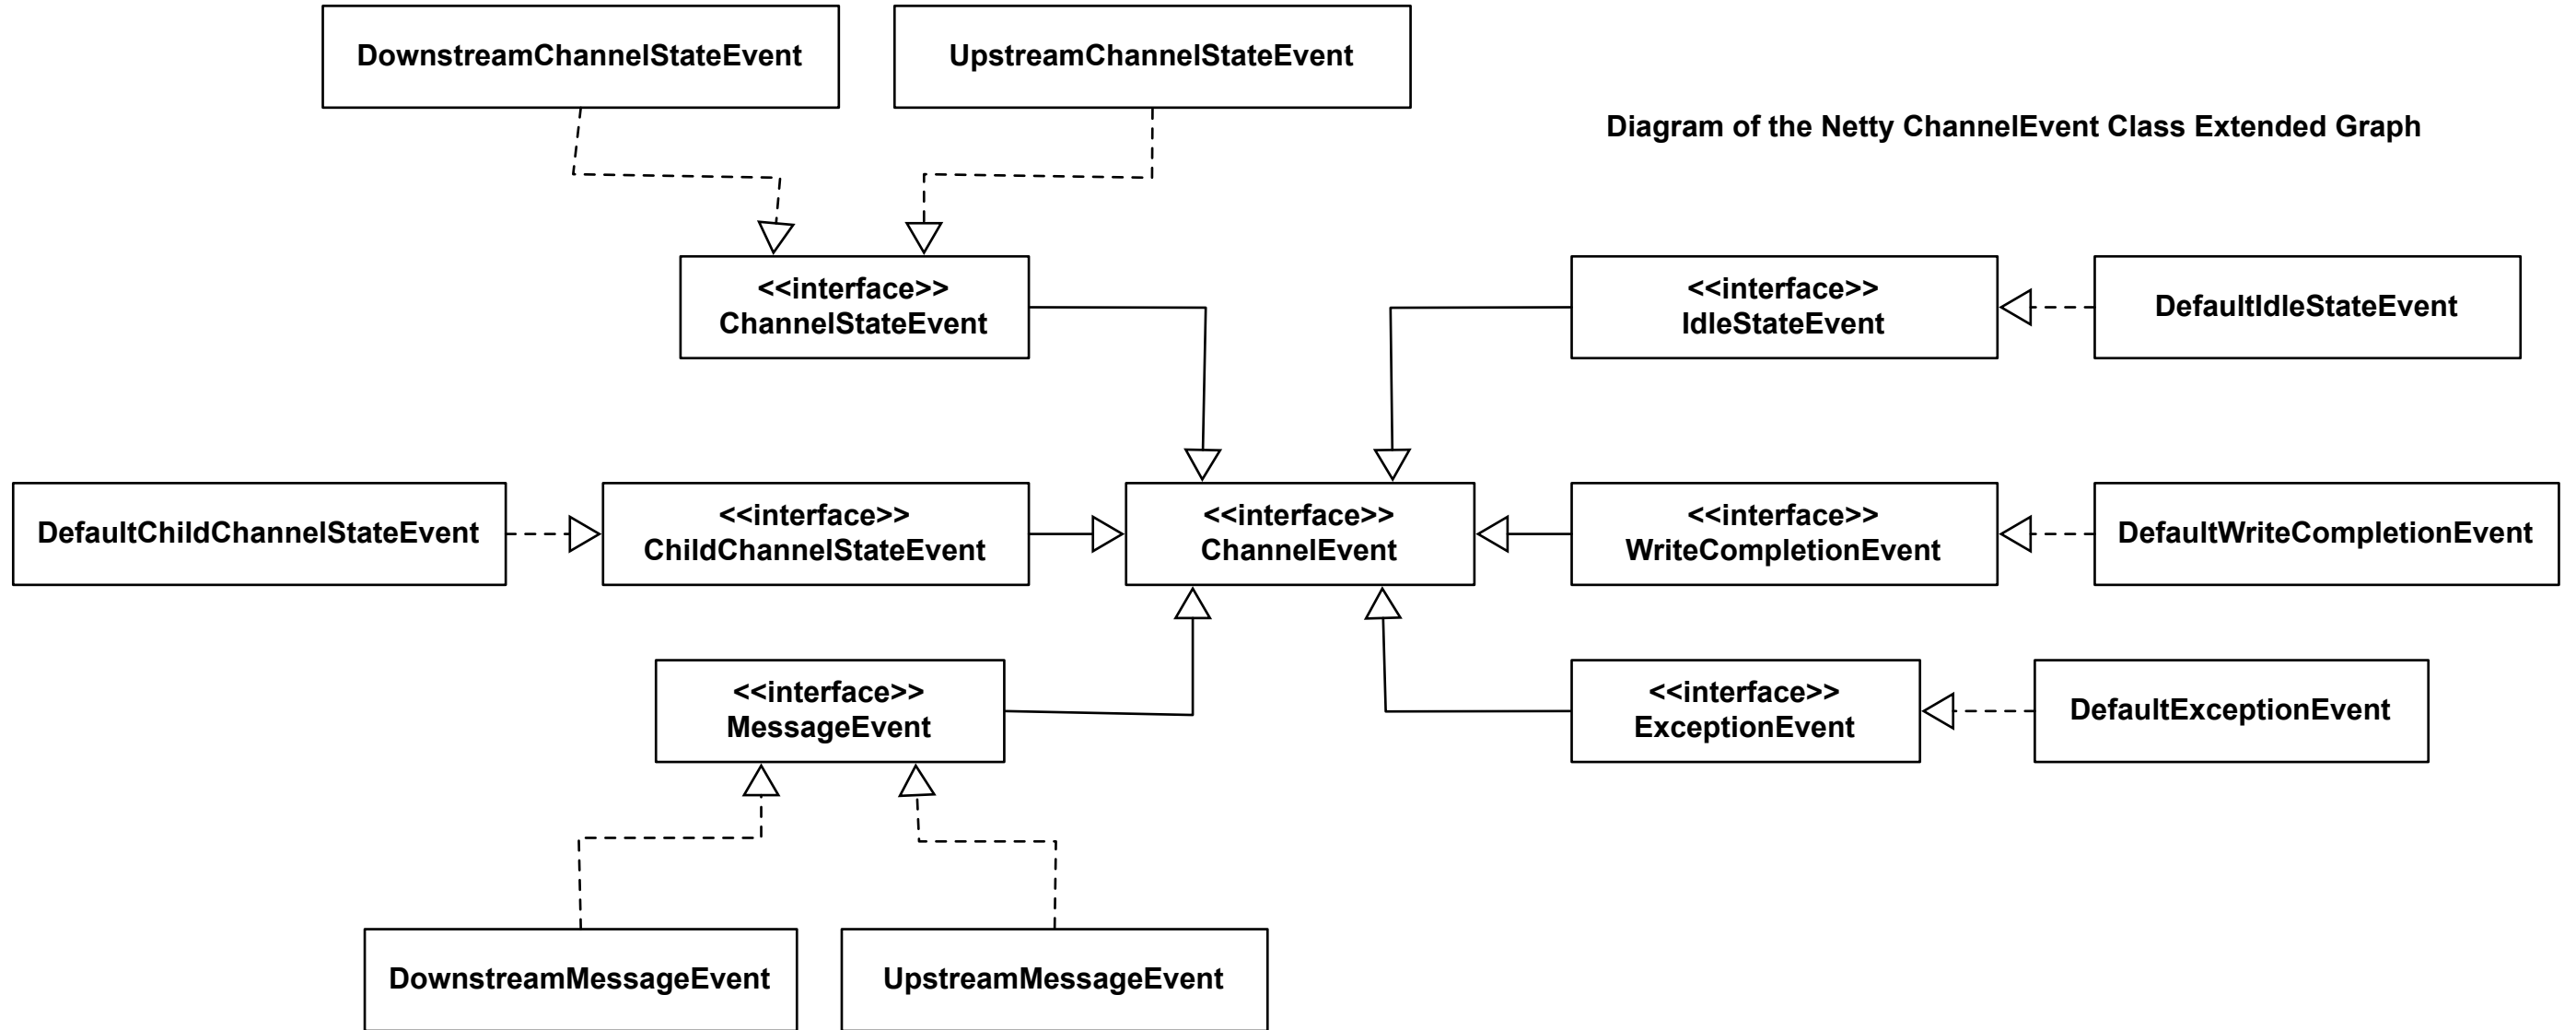 DownstreamChannelStateEvent
UpstreamChannelStateEvent
Diagram of the Netty ChannelEvent Class Extended Graph
<<interface>>
ChannelStateEvent
<<interface>>
IdleStateEvent
DefaultIdleStateEvent
DefaultChildChannelStateEvent
<<interface>>
ChildChannelStateEvent
<<interface>>
ChannelEvent
<<interface>>
WriteCompletionEvent
DefaultWriteCompletionEvent
<<interface>>
MessageEvent
<<interface>>
ExceptionEvent
DefaultExceptionEvent
DownstreamMessageEvent
UpstreamMessageEvent